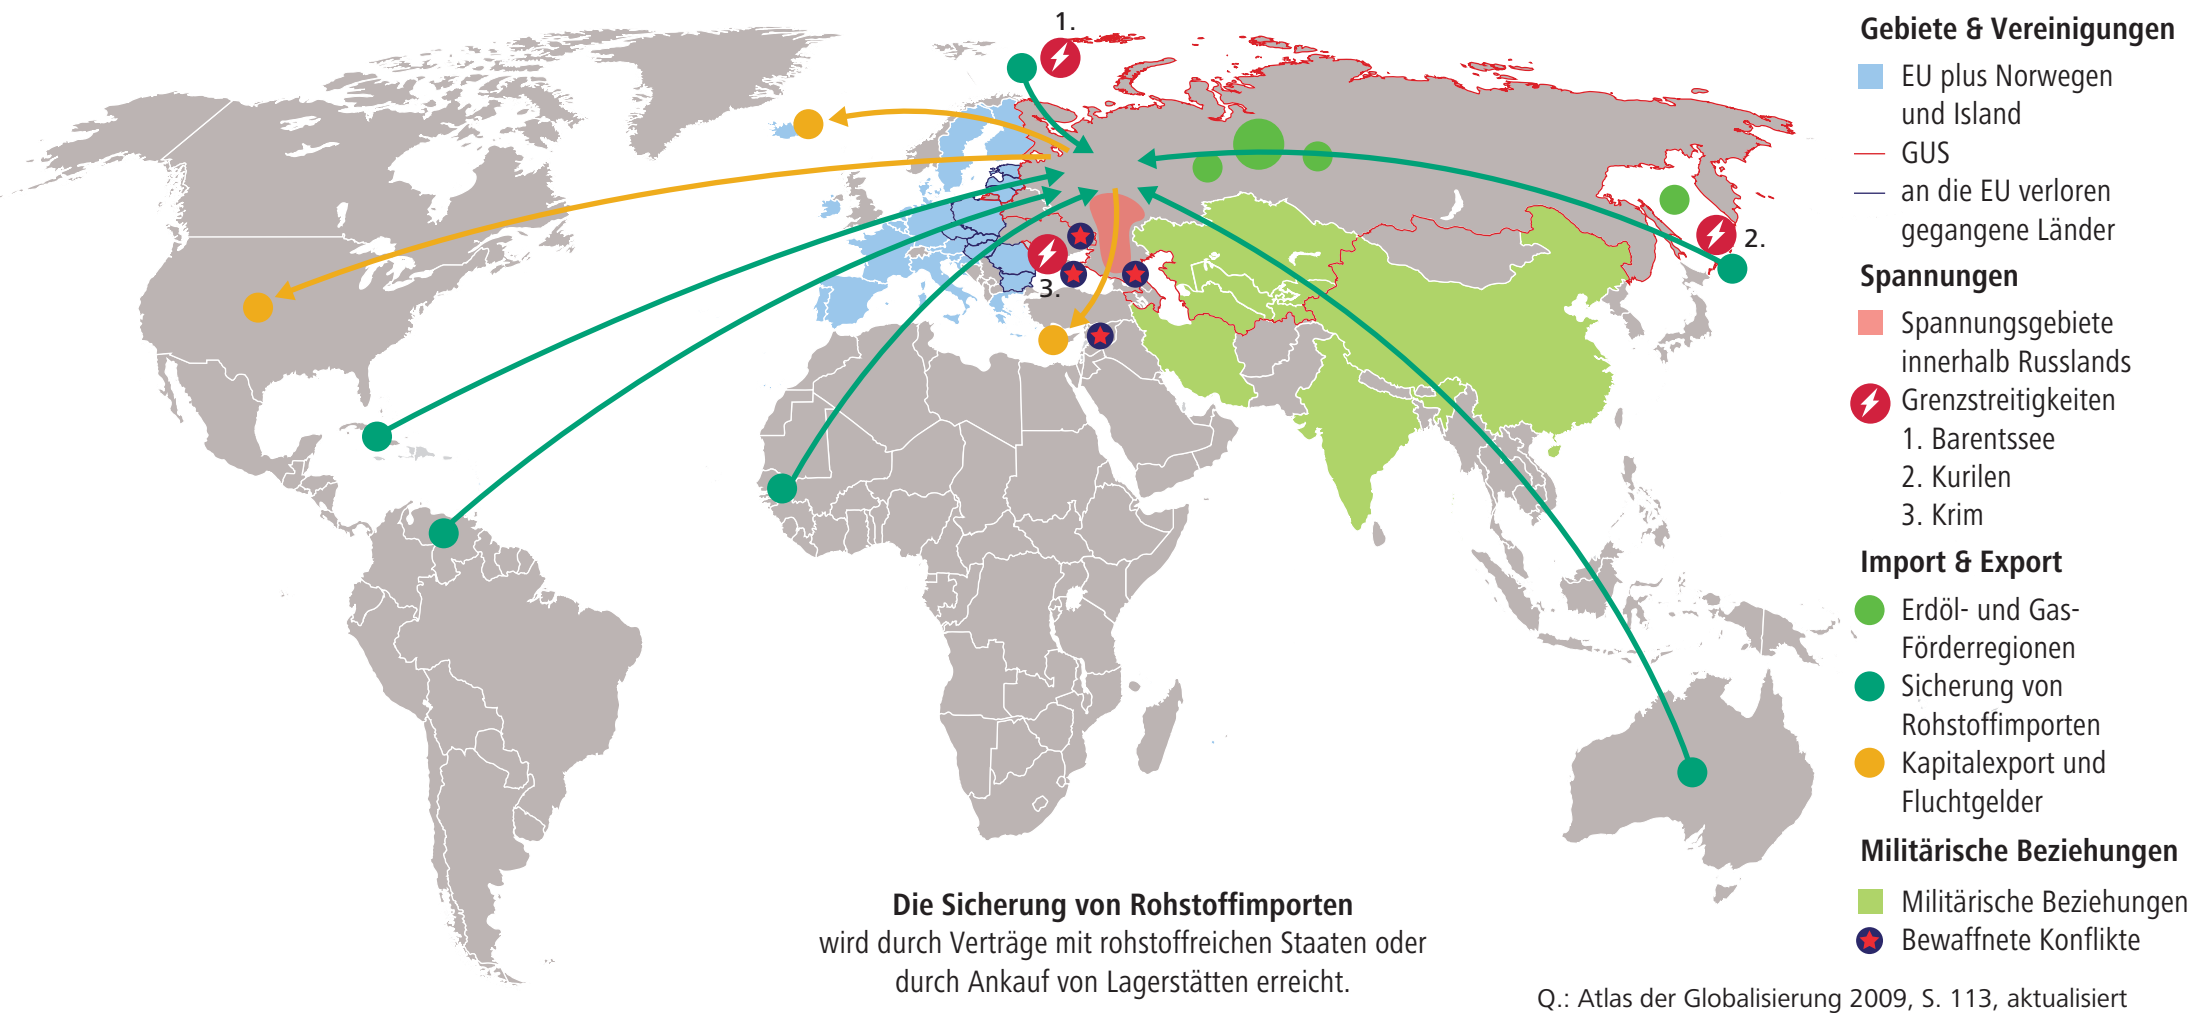 1.
2.
3.
Gebiete & Vereinigungen
EU plus Norwegen
und Island
GUS
an die EU verloren
gegangene Länder
Spannungen
Spannungsgebiete
innerhalb Russlands
Grenzstreitigkeiten
1. Barentssee
2. Kurilen
3. Krim
Import & Export
Erdöl- und Gas-
Förderregionen
Sicherung von
Rohstoffimporten
Kapitalexport und
Fluchtgelder
Militärische Beziehungen
Militärische Beziehungen
Bewaffnete Konflikte
Die Sicherung von Rohstoffimporten
wird durch Verträge mit rohstoffreichen Staaten oder
durch Ankauf von Lagerstätten erreicht.
Q.: Atlas der Globalisierung 2009, S. 113, aktualisiert